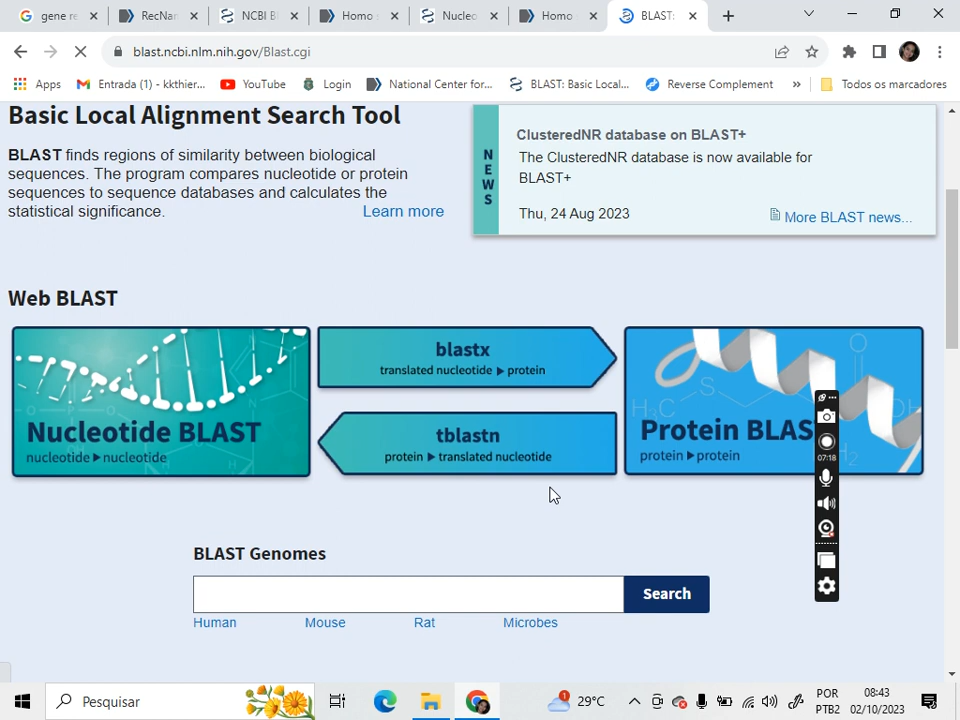 gene re
RecNar
NCBI B
Homo s
Nucleo
Homo
BLAST:
blast.ncbi.nlm.nih.gov/Blast.cgi
Apps
Entrada (1) - kkthier...
YouTube
Login
National Center for...
BLAST: Basic Local...
Reverse Complement
»
Todos os marcadores
Basic Local Alignment Search Tool
BLAST finds regions of similarity between biological
sequences. The program compares nucleotide or protein
sequences to sequence databases and calculates the
statistical significance.
Learn more
NEWS
ClusteredNR database on BLAST+
The ClusteredNR database is now available for
BLAST+
Thu, 24 Aug 2023
More BLAST news...
Web BLAST
Nucleotide BLAST
nucleotide ▶ nucleotide
blastx
translated nucleotide ▶ protein
tblastn
protein ▶ translated nucleotide
H₃C
S
O
OH
H2
Protein BLAS
protein ▶ protein
07:18
BLAST Genomes
Search
Human
Mouse
Rat
Microbes
Pesquisar
1
29°C
POR
PTB2
08:43
02/10/2023